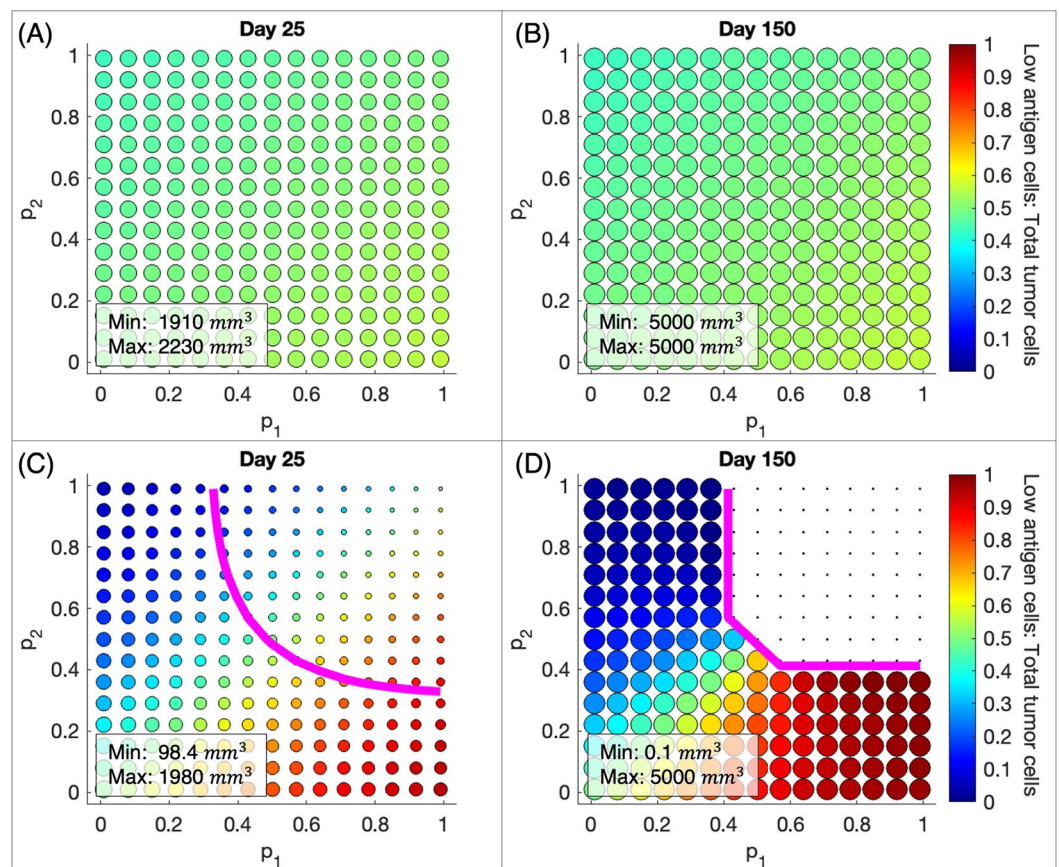 (A)
Day 25
1
0.8
0.6
0.4
0.2
0
p2
Min: 1910 mm³
Max: 2230 mm³
0 0.2 0.4 0.6 0.8 1
p1
(B)
Day 150
1
0.8
0.6
0.4
0.2
0
p2
Min: 5000 mm³
Max: 5000 mm³
0 0.2 0.4 0.6 0.8 1
p1
1
0.9
0.8
0.7
0.6
0.5
0.4
0.3
0.2
0.1
0
Low antigen cells: Total tumor cells
(C)
Day 25
1
0.8
0.6
0.4
0.2
0
p2
Min: 98.4 mm³
Max: 1980 mm³
0 0.2 0.4 0.6 0.8 1
p1
(D)
Day 150
1
0.8
0.6
0.4
0.2
0
p2
Min: 0.1 mm³
Max: 5000 mm³
0 0.2 0.4 0.6 0.8 1
p1
1
0.9
0.8
0.7
0.6
0.5
0.4
0.3
0.2
0.1
0
Low antigen cells: Total tumor cells